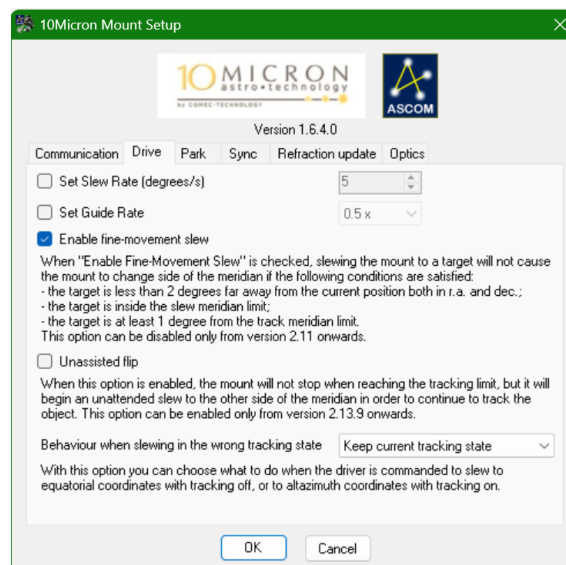 10Micron Mount Setup
10 MICRON
astro•technology
by COMEC-TECHNOLOGY
ASCOM
Version 1.6.4.0
Communication Drive Park Sync Refraction update Optics
Set Slew Rate (degrees/s) 5
Set Guide Rate 0.5 x
Enable fine-movement slew
When "Enable Fine-Movement Slew" is checked, slewing the mount to a target will not cause
the mount to change side of the meridian if the following conditions are satisfied:
- the target is less than 2 degrees far away from the current position both in r.a. and dec.;
- the target is inside the slew meridian limit;
- the target is at least 1 degree from the track meridian limit.
This option can be disabled only from version 2.11 onwards.
Unassisted flip
When this option is enabled, the mount will not stop when reaching the tracking limit, but it will
begin an unattended slew to the other side of the meridian in order to continue to track the
object. This option can be enabled only from version 2.13.9 onwards.
Behaviour when slewing in the wrong tracking state Keep current tracking state
With this option you can choose what to do when the driver is commanded to slew to
equatorial coordinates with tracking off, or to altazimuth coordinates with tracking on.
OK Cancel